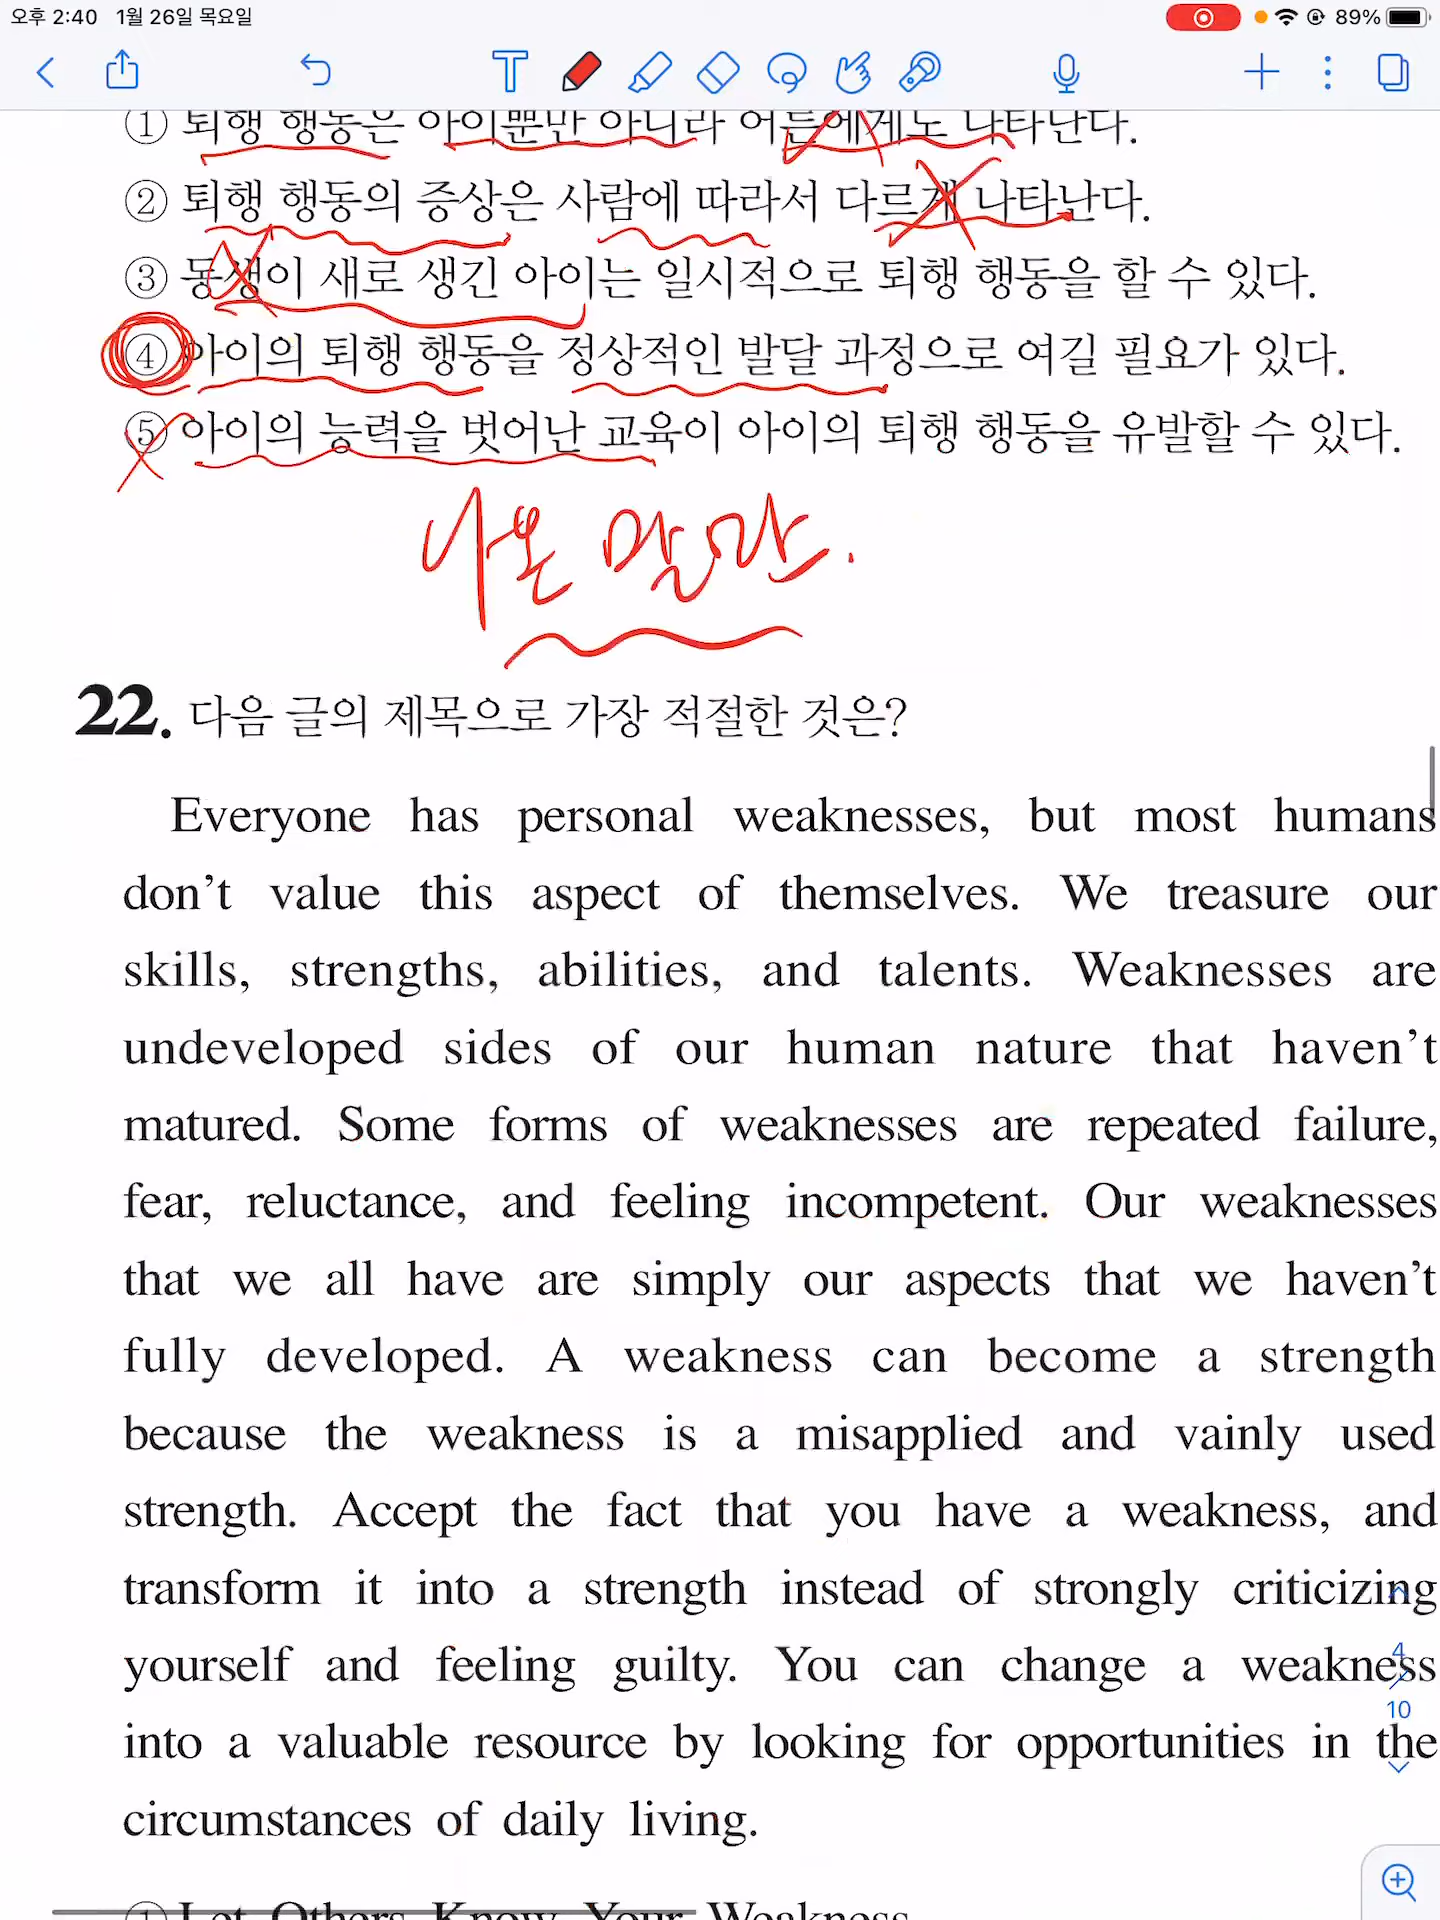 오후 2:40 1월 26일 목요일 89%
① 퇴행 행동은 아이뿐만 아니라 어른에게도 나타난다.
② 퇴행 행동의 증상은 사람에 따라서 다르게 나타난다.
③ 동생이 새로 생긴 아이는 일시적으로 퇴행 행동을 할 수 있다.
④ 아이의 퇴행 행동을 정상적인 발달 과정으로 여길 필요가 있다.
⑤ 아이의 능력을 벗어난 교육이 아이의 퇴행 행동을 유발할 수 있다.
나온 말만.
22. 다음 글의 제목으로 가장 적절한 것은?
Everyone has personal weaknesses, but most humans
don’t value this aspect of themselves. We treasure our
skills, strengths, abilities, and talents. Weaknesses are
undeveloped sides of our human nature that haven’t
matured. Some forms of weaknesses are repeated failure,
fear, reluctance, and feeling incompetent. Our weaknesses
that we all have are simply our aspects that we haven’t
fully developed. A weakness can become a strength
because the weakness is a misapplied and vainly used
strength. Accept the fact that you have a weakness, and
transform it into a strength instead of strongly criticizing
yourself and feeling guilty. You can change a weakness
into a valuable resource by looking for opportunities in the
circumstances of daily living.
4
10
① Let Others Know Your Weakness